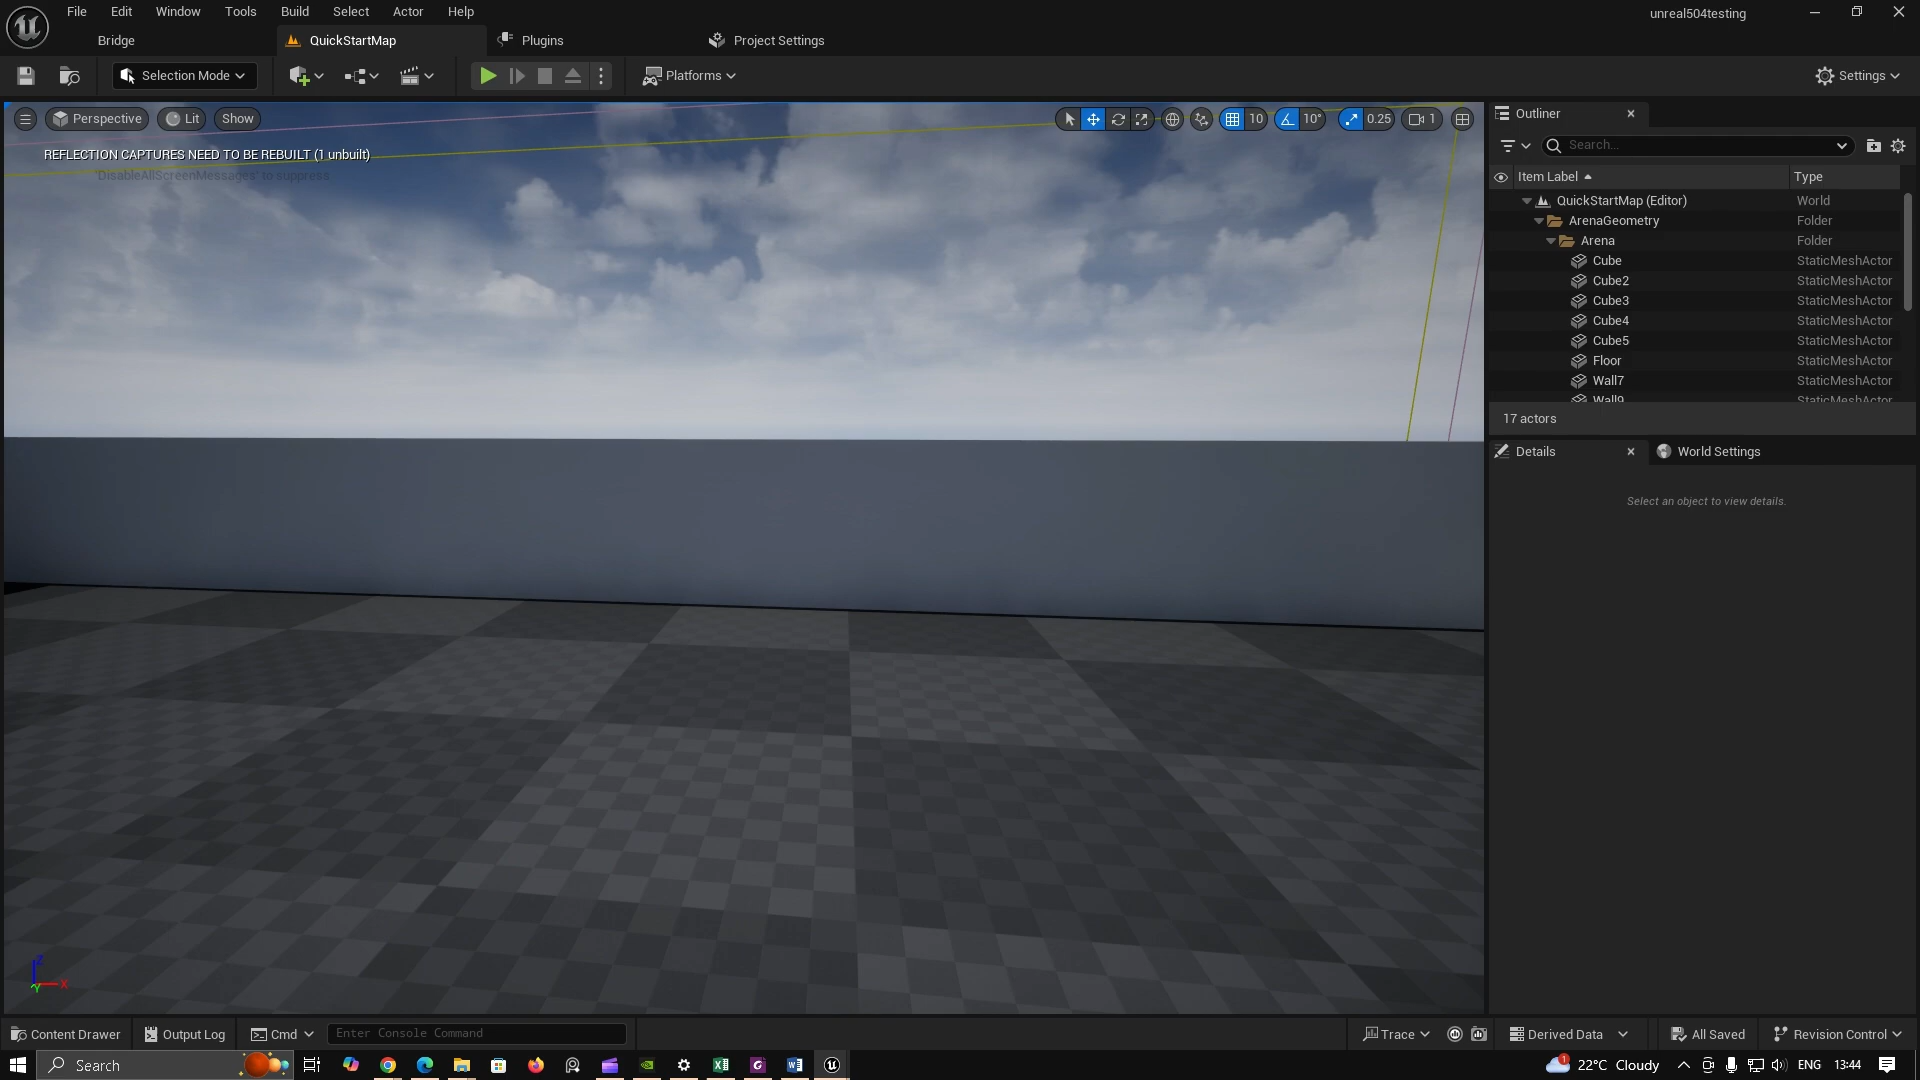 File Edit Window Tools Build Select Actor Help
unreal504testing
Bridge QuickStartMap Plugins Project Settings
Selection Mode Platforms Settings
Perspective Lit Show 10 10° 0.25 1
REFLECTION CAPTURES NEED TO BE REBUILT (1 unbuilt)
'DisableAllScreenMessages' to suppress
Outliner
Search...
Item Label Type
QuickStartMap (Editor) World
ArenaGeometry Folder
Arena Folder
Cube StaticMeshActor
Cube2 StaticMeshActor
Cube3 StaticMeshActor
Cube4 StaticMeshActor
Cube5 StaticMeshActor
Floor StaticMeshActor
Wall7 StaticMeshActor
Wall9 StaticMeshActor
17 actors
Details World Settings
Select an object to view details.
Z
X
Y
Content Drawer Output Log Cmd Enter Console Command Trace Derived Data All Saved Revision Control
Search 1 22°C Cloudy ENG 13:44